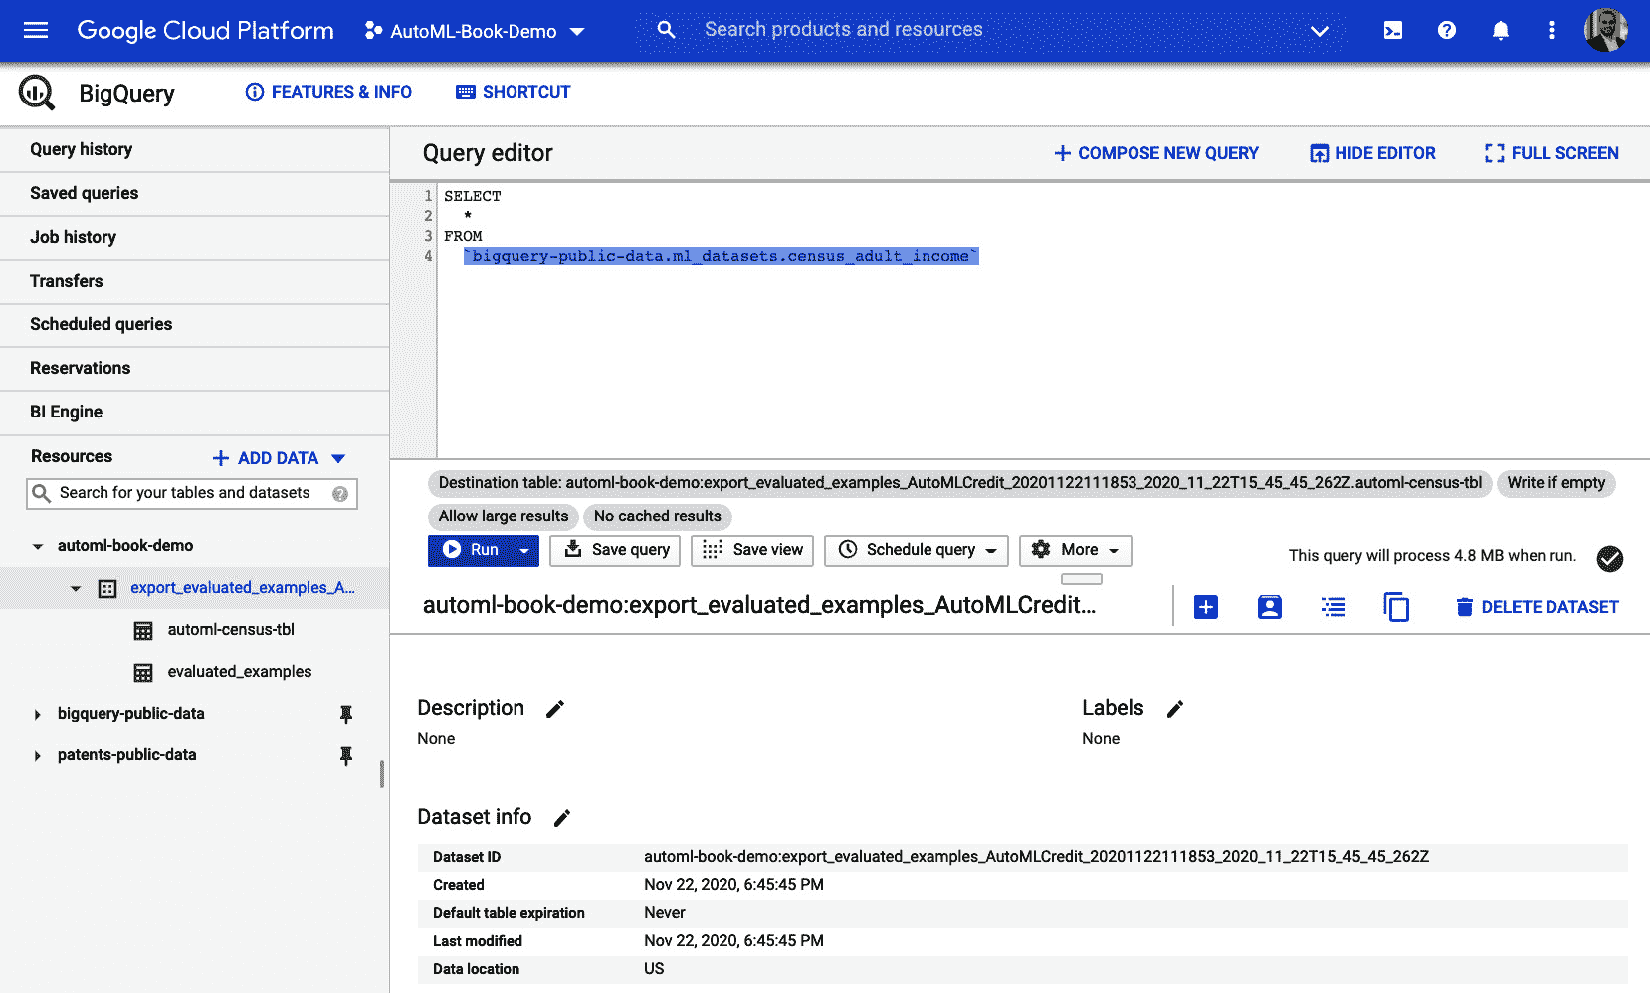 Google Cloud Platform AutoML-Book-Demo Search products and resources
BigQuery FEATURES & INFO SHORTCUT
Query history
Saved queries
Job history
Transfers
Scheduled queries
Reservations
BI Engine
Resources + ADD DATA
Search for your tables and datasets
automl-book-demo
export_evaluated_examples_A...
automl-census-tbl
evaluated_examples
bigquery-public-data
patents-public-data
Query editor + COMPOSE NEW QUERY HIDE EDITOR FULL SCREEN
1 SELECT
2 *
3 FROM
4 `bigquery-public-data.ml_datasets.census_adult_income`
Destination table: automl-book-demo:export_evaluated_examples_AutoMLCredit_20201122111853_2020_11_22T15_45_45_262Z.automl-census-tbl Write if empty
Allow large results No cached results
Run Save query Save view Schedule query More This query will process 4.8 MB when run.
automl-book-demo:export_evaluated_examples_AutoMLCredit... DELETE DATASET
Description Labels
None None
Dataset info
Dataset ID automl-book-demo:export_evaluated_examples_AutoMLCredit_20201122111853_2020_11_22T15_45_45_262Z
Created Nov 22, 2020, 6:45:45 PM
Default table expiration Never
Last modified Nov 22, 2020, 6:45:45 PM
Data location US